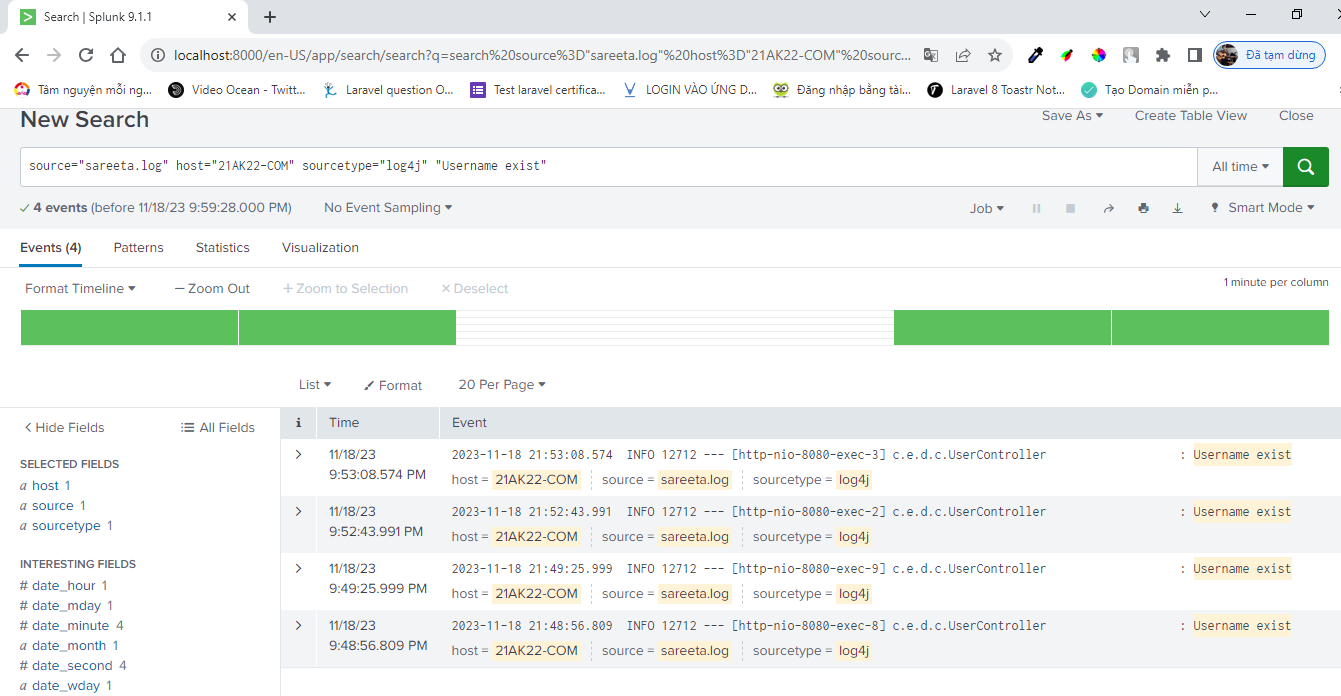 Search | Splunk 9.1.1
localhost:8000/en-US/app/search/search?q=search%20source%3D"sareeta.log"%20host%3D"21AK22-COM"%20sourc...
Đã tạm dừng
Tâm nguyện mỗi ng...
Video Ocean - Twitt...
Laravel question O...
Test laravel certifica...
LOGIN VÀO ỨNG D...
Đăng nhập bằng tài...
Laravel 8 Toastr Not...
Tạo Domain miễn p...
New Search
Save As
Create Table View
Close
source="sareeta.log" host="21AK22-COM" sourcetype="log4j" "Username exist"
All time
4 events (before 11/18/23 9:59:28.000 PM)
No Event Sampling
Job
Smart Mode
Events (4)
Patterns
Statistics
Visualization
Format Timeline
— Zoom Out
+ Zoom to Selection
× Deselect
1 minute per column
List
Format
20 Per Page
< Hide Fields
All Fields
SELECTED FIELDS
a host 1
a source 1
a sourcetype 1
INTERESTING FIELDS
# date_hour 1
# date_mday 1
# date_minute 4
a date_month 1
# date_second 4
a date_wday 1
i Time Event
> 11/18/23
9:53:08.574 PM
2023-11-18 21:53:08.574 INFO 12712 --- [http-nio-8080-exec-3] c.e.d.c.UserController : Username exist
host = 21AK22-COM source = sareeta.log sourcetype = log4j
> 11/18/23
9:52:43.991 PM
2023-11-18 21:52:43.991 INFO 12712 --- [http-nio-8080-exec-2] c.e.d.c.UserController : Username exist
host = 21AK22-COM source = sareeta.log sourcetype = log4j
> 11/18/23
9:49:25.999 PM
2023-11-18 21:49:25.999 INFO 12712 --- [http-nio-8080-exec-9] c.e.d.c.UserController : Username exist
host = 21AK22-COM source = sareeta.log sourcetype = log4j
> 11/18/23
9:48:56.809 PM
2023-11-18 21:48:56.809 INFO 12712 --- [http-nio-8080-exec-8] c.e.d.c.UserController : Username exist
host = 21AK22-COM source = sareeta.log sourcetype = log4j